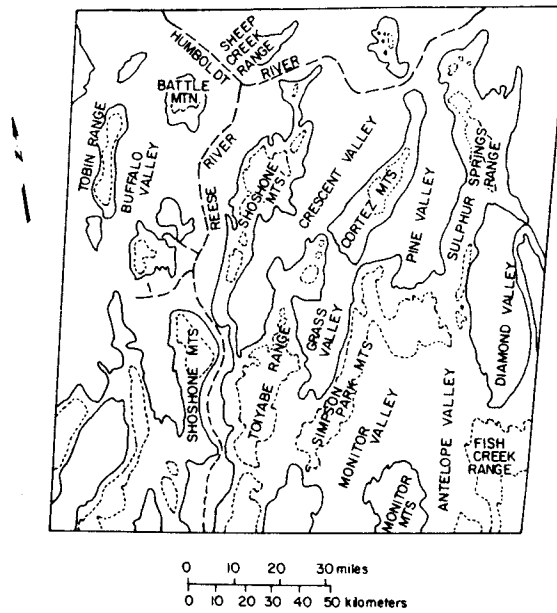 HUMBOLDT
SHEEP
CREEK
RANGE
RIVER
BATTLE
MTN.
TOBIN RANGE
BUFFALO
VALLEY
REESE
RIVER
SHOSHONE
MTS
CRESCENT VALLEY
CORTEZ MTS
PINE VALLEY
SULPHUR
SPRINGS
RANGE
SHOSHONE MTS
TOIYABE RANGE
GRASS
VALLEY
SIMPSON
PARK MTS
MONITOR
VALLEY
MONITOR
MTS
ANTELOPE VALLEY
DIAMOND VALLEY
FISH
CREEK
RANGE
0 10 20 30 miles
0 10 20 30 40 50 kilometers